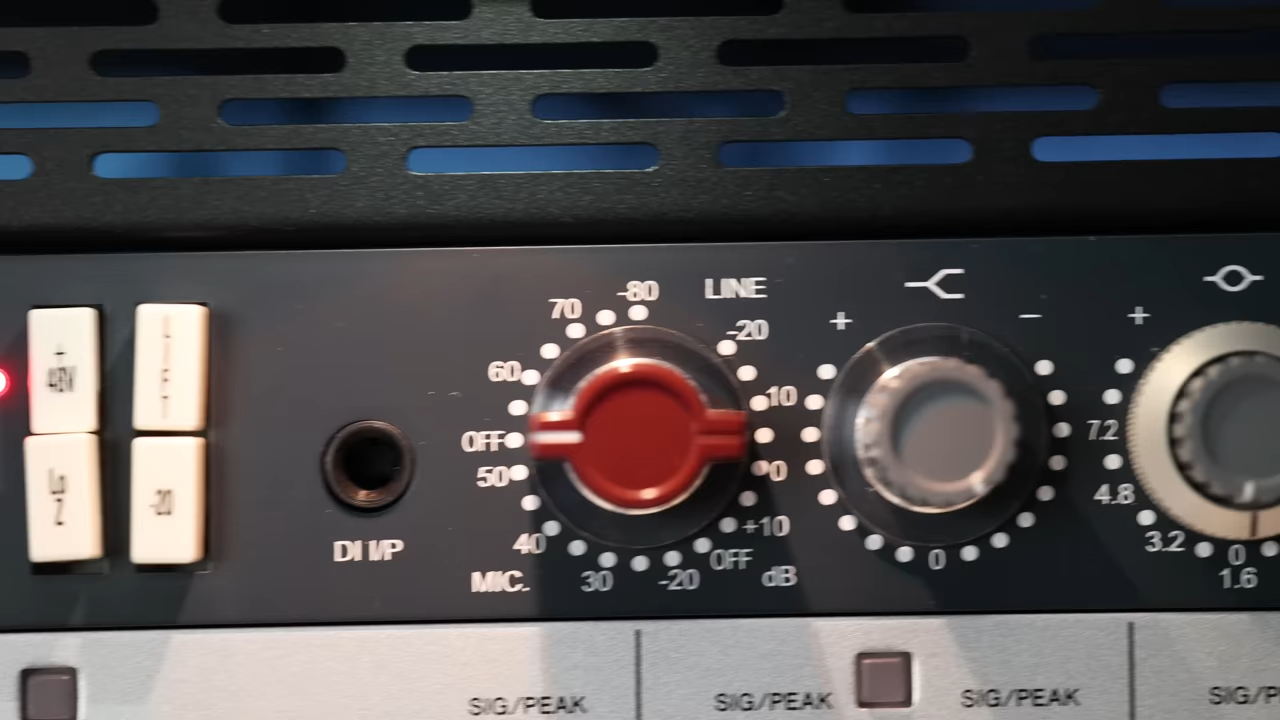 +
48V
LIFT
Lo
Z
-20
DI I/P
LINE
-80
70
-20
60
10
OFF
50
0
40
+10
OFF
30
-20
MIC.
dB
+
−
0
+
7.2
4.8
3.2
0
1.6
SIG/PEAK
SIG/PEAK
SIG/PEAK
SIG/P